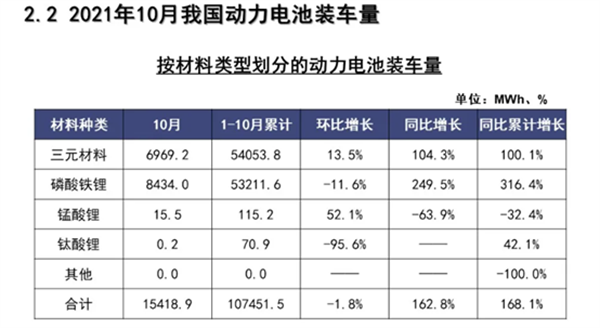 2.2 2021年10月我国动力电池装车量
按材料类型划分的动力电池装车量
单位：MWh、%
材料种类 10月 1-10月累计 环比增长 同比增长 同比累计增长
三元材料 6969.2 54053.8 13.5% 104.3% 100.1%
磷酸铁锂 8434.0 53211.6 -11.6% 249.5% 316.4%
锰酸锂 15.5 115.2 52.1% -63.9% -32.4%
钛酸锂 0.2 70.9 -95.6% —— 42.1%
其他 0.0 0.0 —— —— -100.0%
合计 15418.9 107451.5 -1.8% 162.8% 168.1%